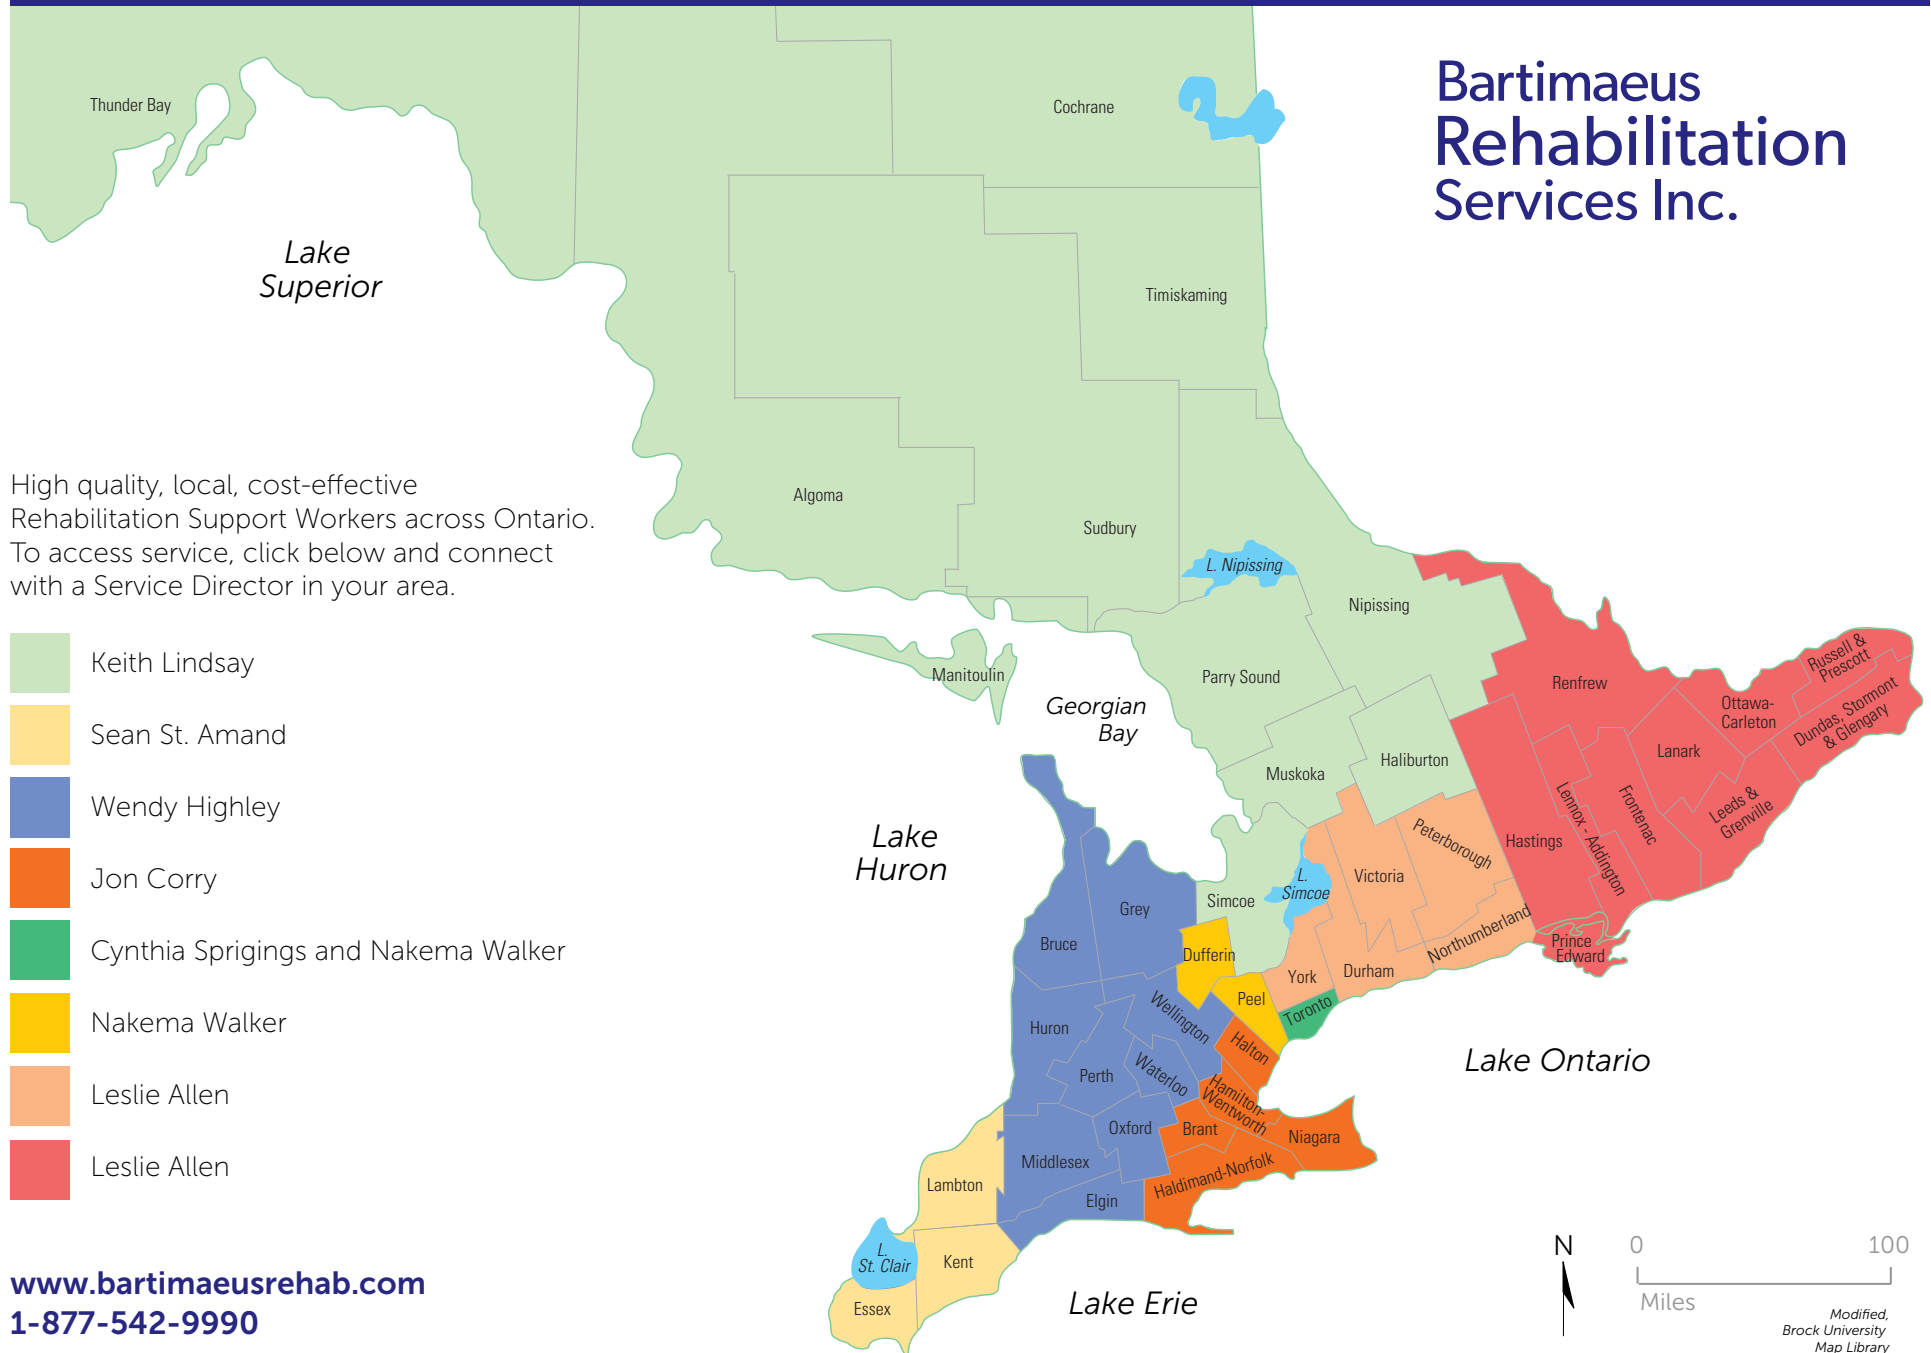 Bartimaeus
Rehabilitation
Services Inc.
Thunder Bay
Cochrane
Lake
Superior
Timiskaming
High quality, local, cost-effective
Rehabilitation Support Workers across Ontario.
To access service, click below and connect
with a Service Director in your area.
Algoma
Sudbury
L. Nipissing
Nipissing
Manitoulin
Parry Sound
Georgian
Bay
Muskoka
Haliburton
Renfrew
Ottawa-
Carleton
Russell &
Prescott
Dundas, Stormont
& Glengary
Lanark
Leeds &
Grenville
Frontenac
Lennox - Addington
Hastings
Prince
Edward
Peterborough
Victoria
Northumberland
Durham
York
L.
Simcoe
Simcoe
Toronto
Lake
Huron
Grey
Bruce
Dufferin
Peel
Wellington
Huron
Perth
Waterloo
Halton
Hamilton-
Wentworth
Oxford
Brant
Niagara
Haldimand-Norfolk
Middlesex
Elgin
Lambton
L.
St. Clair
Kent
Essex
Lake Ontario
Lake Erie
Keith Lindsay
Sean St. Amand
Wendy Highley
Jon Corry
Cynthia Sprigings and Nakema Walker
Nakema Walker
Leslie Allen
Leslie Allen
www.bartimaeusrehab.com
1-877-542-9990
N
0 100
Miles
Modified,
Brock University
Map Library